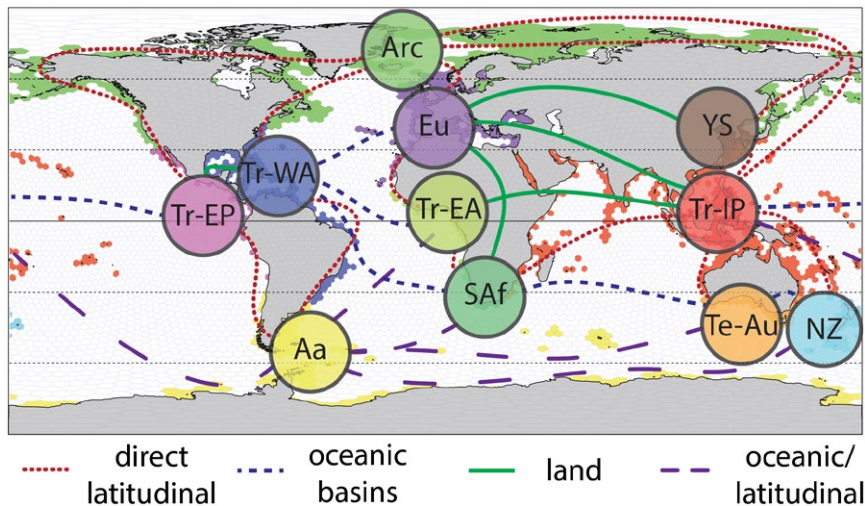 Arc
Eu
YS
Tr-WA
Tr-EP
Tr-EA
Tr-IP
SAf
Te-Au
NZ
Aa
direct
latitudinal
oceanic
basins
land
oceanic/
latitudinal